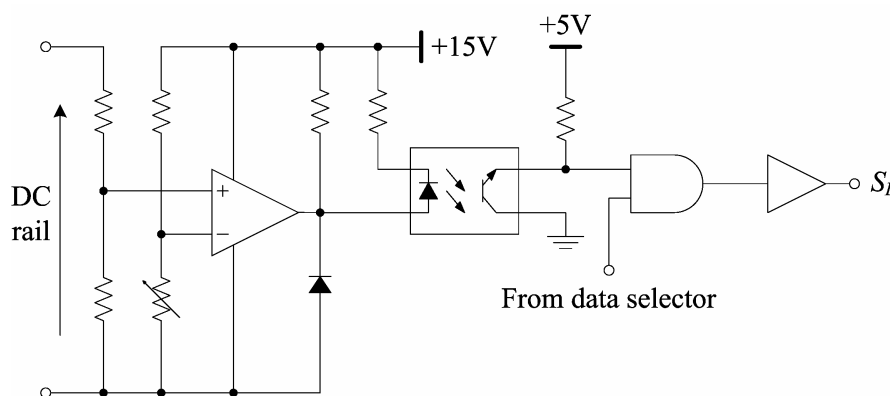 +15V
+5V
DC
rail
+
−
From data selector